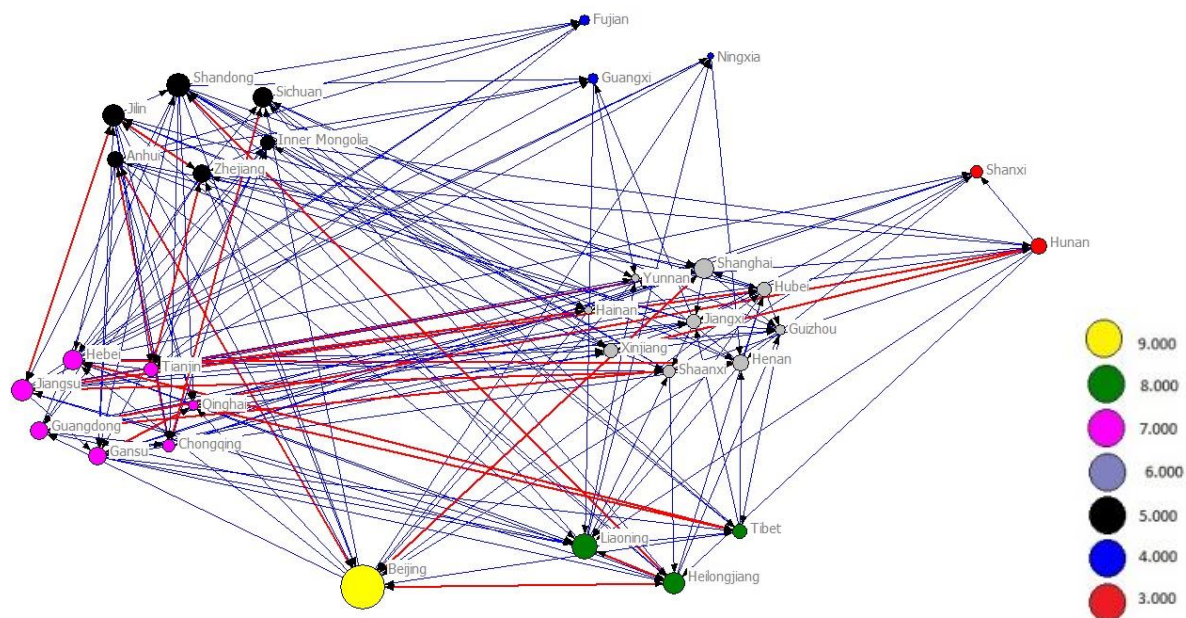 Fujian
Ningxia
Shandong
Guangxi
Sichuan
Jilin
Inner Mongolia
Anhui
Zhejiang
Shanxi
Hunan
Shanghai
Yunnan
Hubei
Hainan
Jiangxi
Guizhou
Xinjiang
Henan
Hebei
Tianjin
Shaanxi
Jiangsu
Qinghai
Guangdong
Chongqing
Gansu
Tibet
Liaoning
Beijing
Heilongjiang
9.000
8.000
7.000
6.000
5.000
4.000
3.000